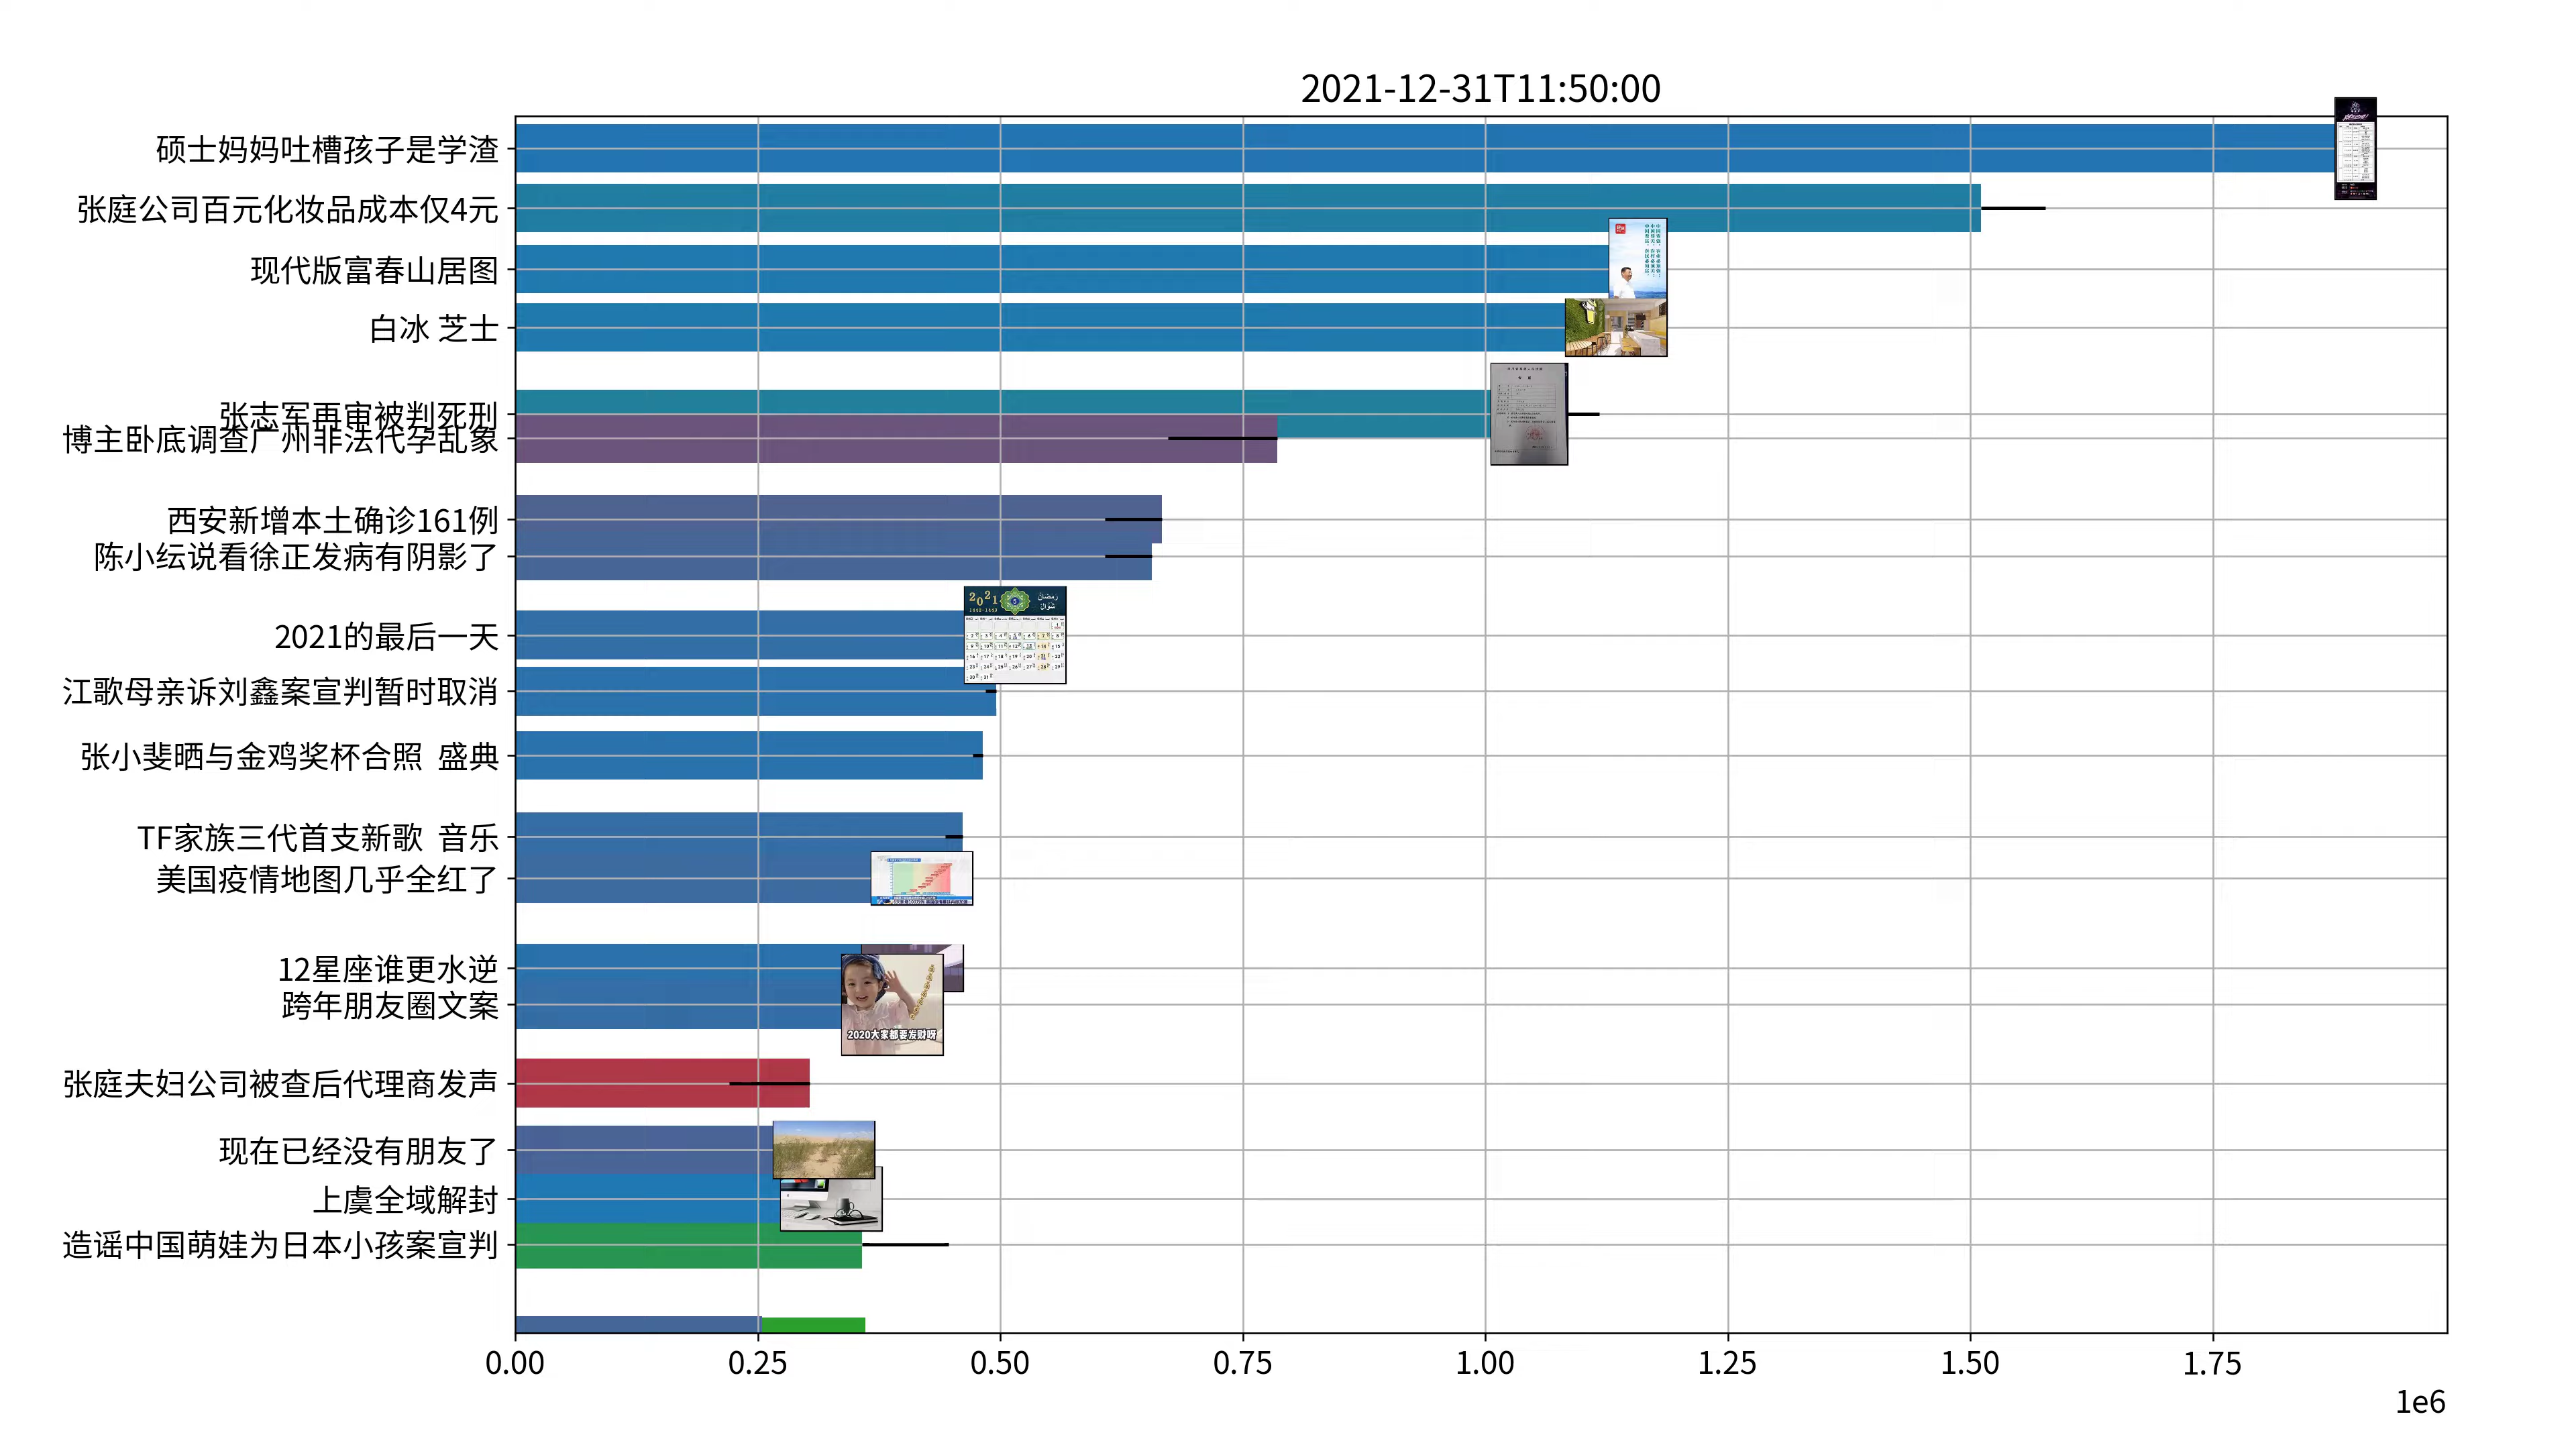 2021-12-31T11:50:00
硕士妈妈吐槽孩子是学渣
张庭公司百元化妆品成本仅4元
现代版富春山居图
白冰 芝士
张志军再审被判死刑
博主卧底调查广州非法代孕乱象
西安新增本土确诊161例
陈小纭说看徐正发病有阴影了
2021的最后一天
2021
江歌母亲诉刘鑫案宣判暂时取消
张小斐晒与金鸡奖杯合照 盛典
TF家族三代首支新歌 音乐
美国疫情地图几乎全红了
12星座谁更水逆
跨年朋友圈文案
2020大家都要发财呀
张庭夫妇公司被查后代理商发声
现在已经没有朋友了
上虞全域解封
造谣中国萌娃为日本小孩案宣判
0.00 0.25 0.50 0.75 1.00 1.25 1.50 1.75
1e6